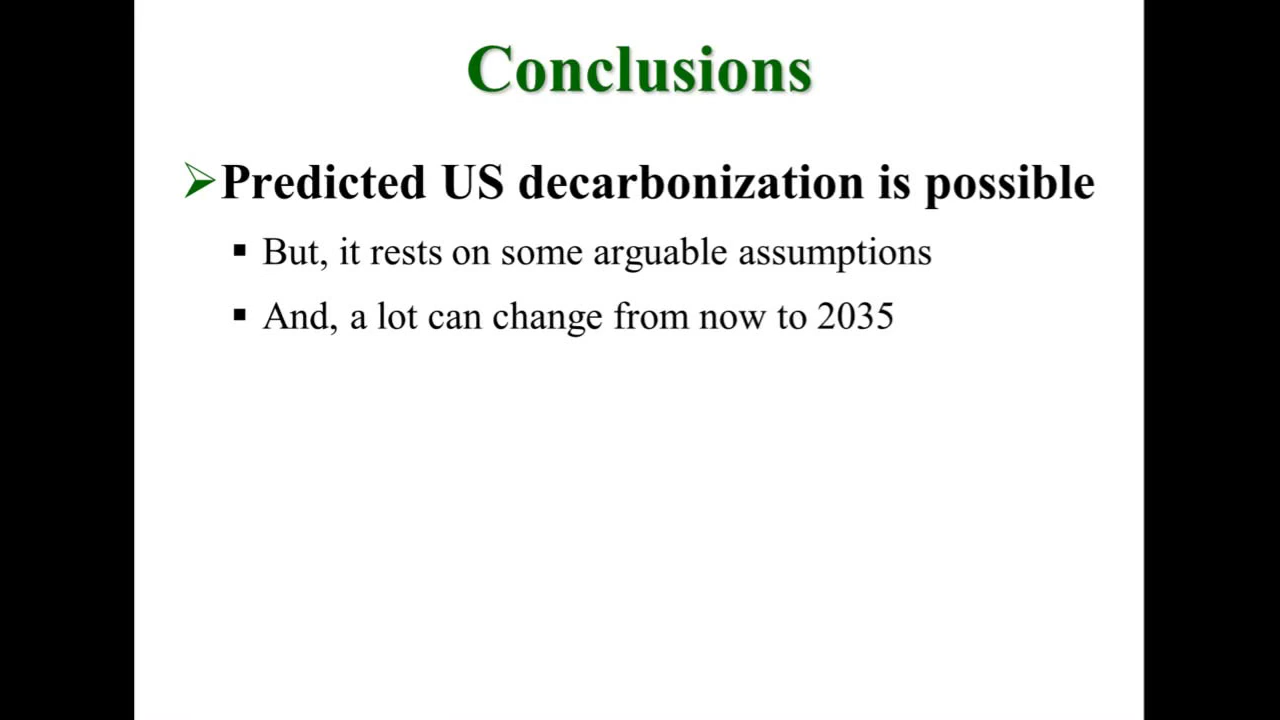 Conclusions
Predicted US decarbonization is possible
But, it rests on some arguable assumptions
And, a lot can change from now to 2035